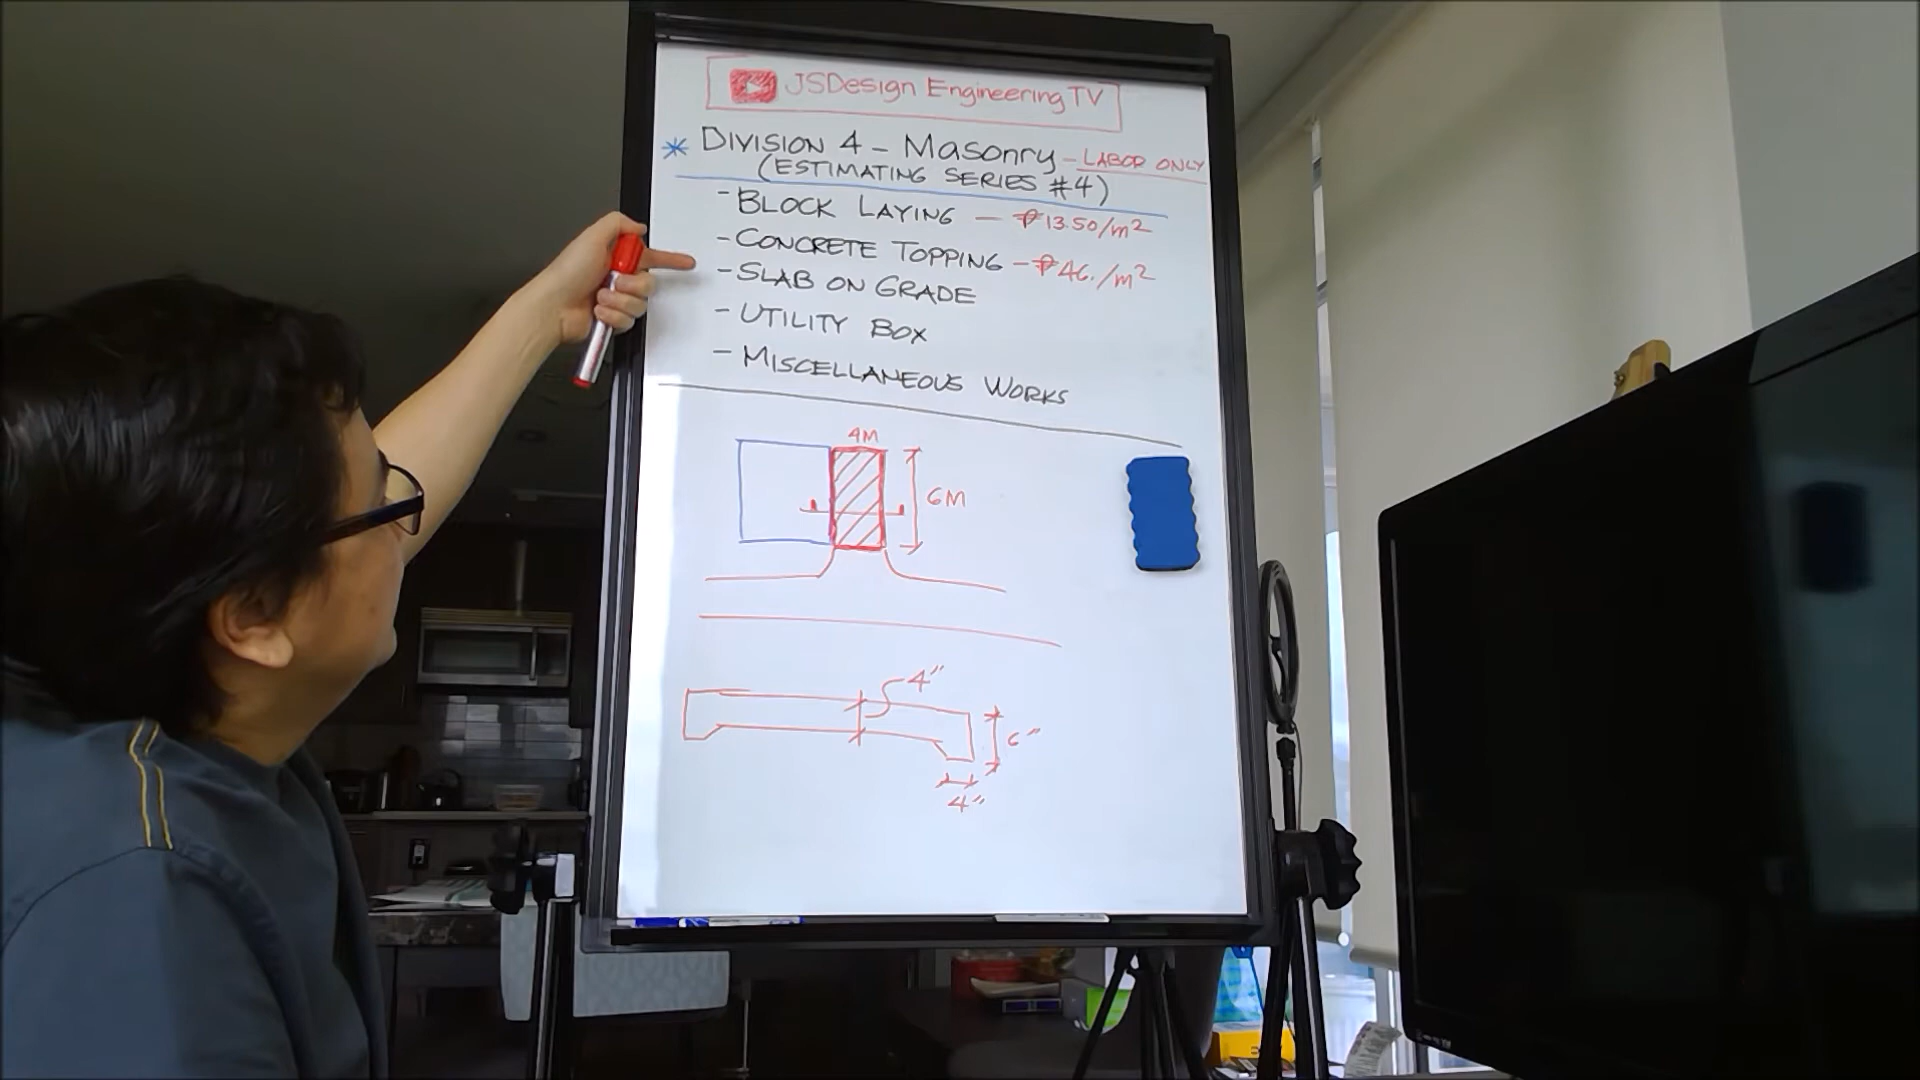 JSDesign Engineering TV
* DIVISION 4 - Masonry - LABOR ONLY
(ESTIMATING SERIES #4)
- BLOCK LAYING - ₱13.50/m²
- CONCRETE TOPPING - ₱46./m²
- SLAB ON GRADE
- UTILITY BOX
- MISCELLANEOUS WORKS
4M
6M
4"
6"
4"